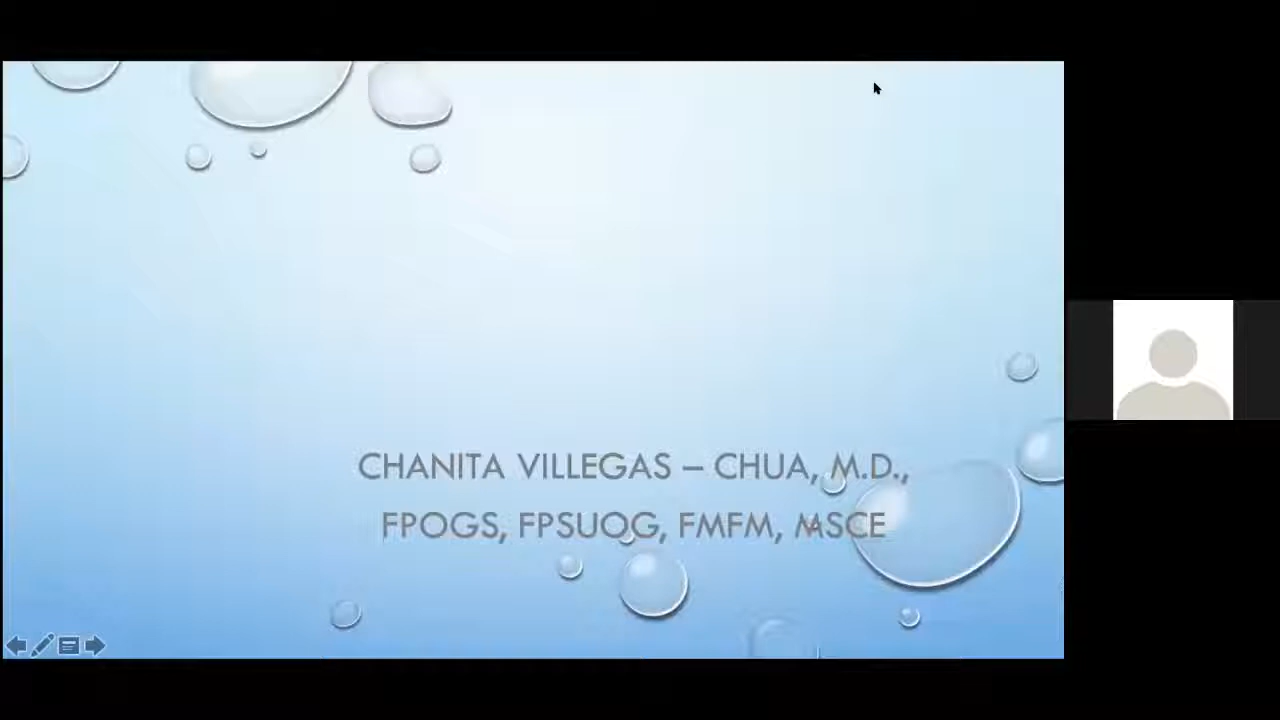 CHANITA VILLEGAS – CHUA, M.D.,
FPOGS, FPSUOG, FMFM, MSCE